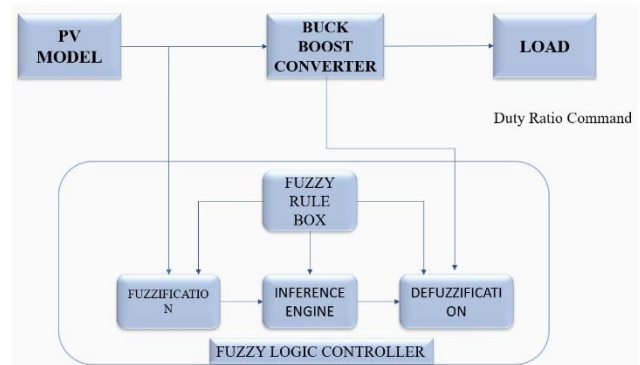 PV
MODEL
BUCK
BOOST
CONVERTER
LOAD
Duty Ratio Command
FUZZY
RULE
BOX
FUZZIFICATIO
N
INFERENCE
ENGINE
DEFUZZIFICATI
ON
FUZZY LOGIC CONTROLLER